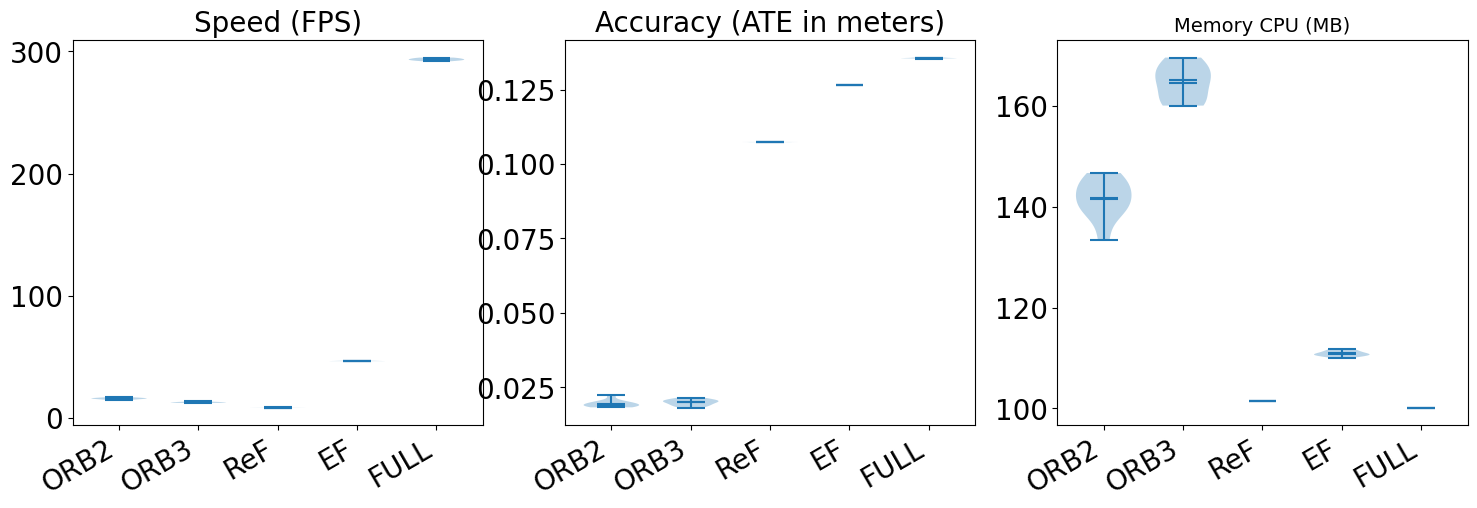 Speed (FPS)
300
200
100
0
ORB2
ORB3
ReF
EF
FULL
Accuracy (ATE in meters)
0.125
0.100
0.075
0.050
0.025
ORB2
ORB3
ReF
EF
FULL
Memory CPU (MB)
160
140
120
100
ORB2
ORB3
ReF
EF
FULL